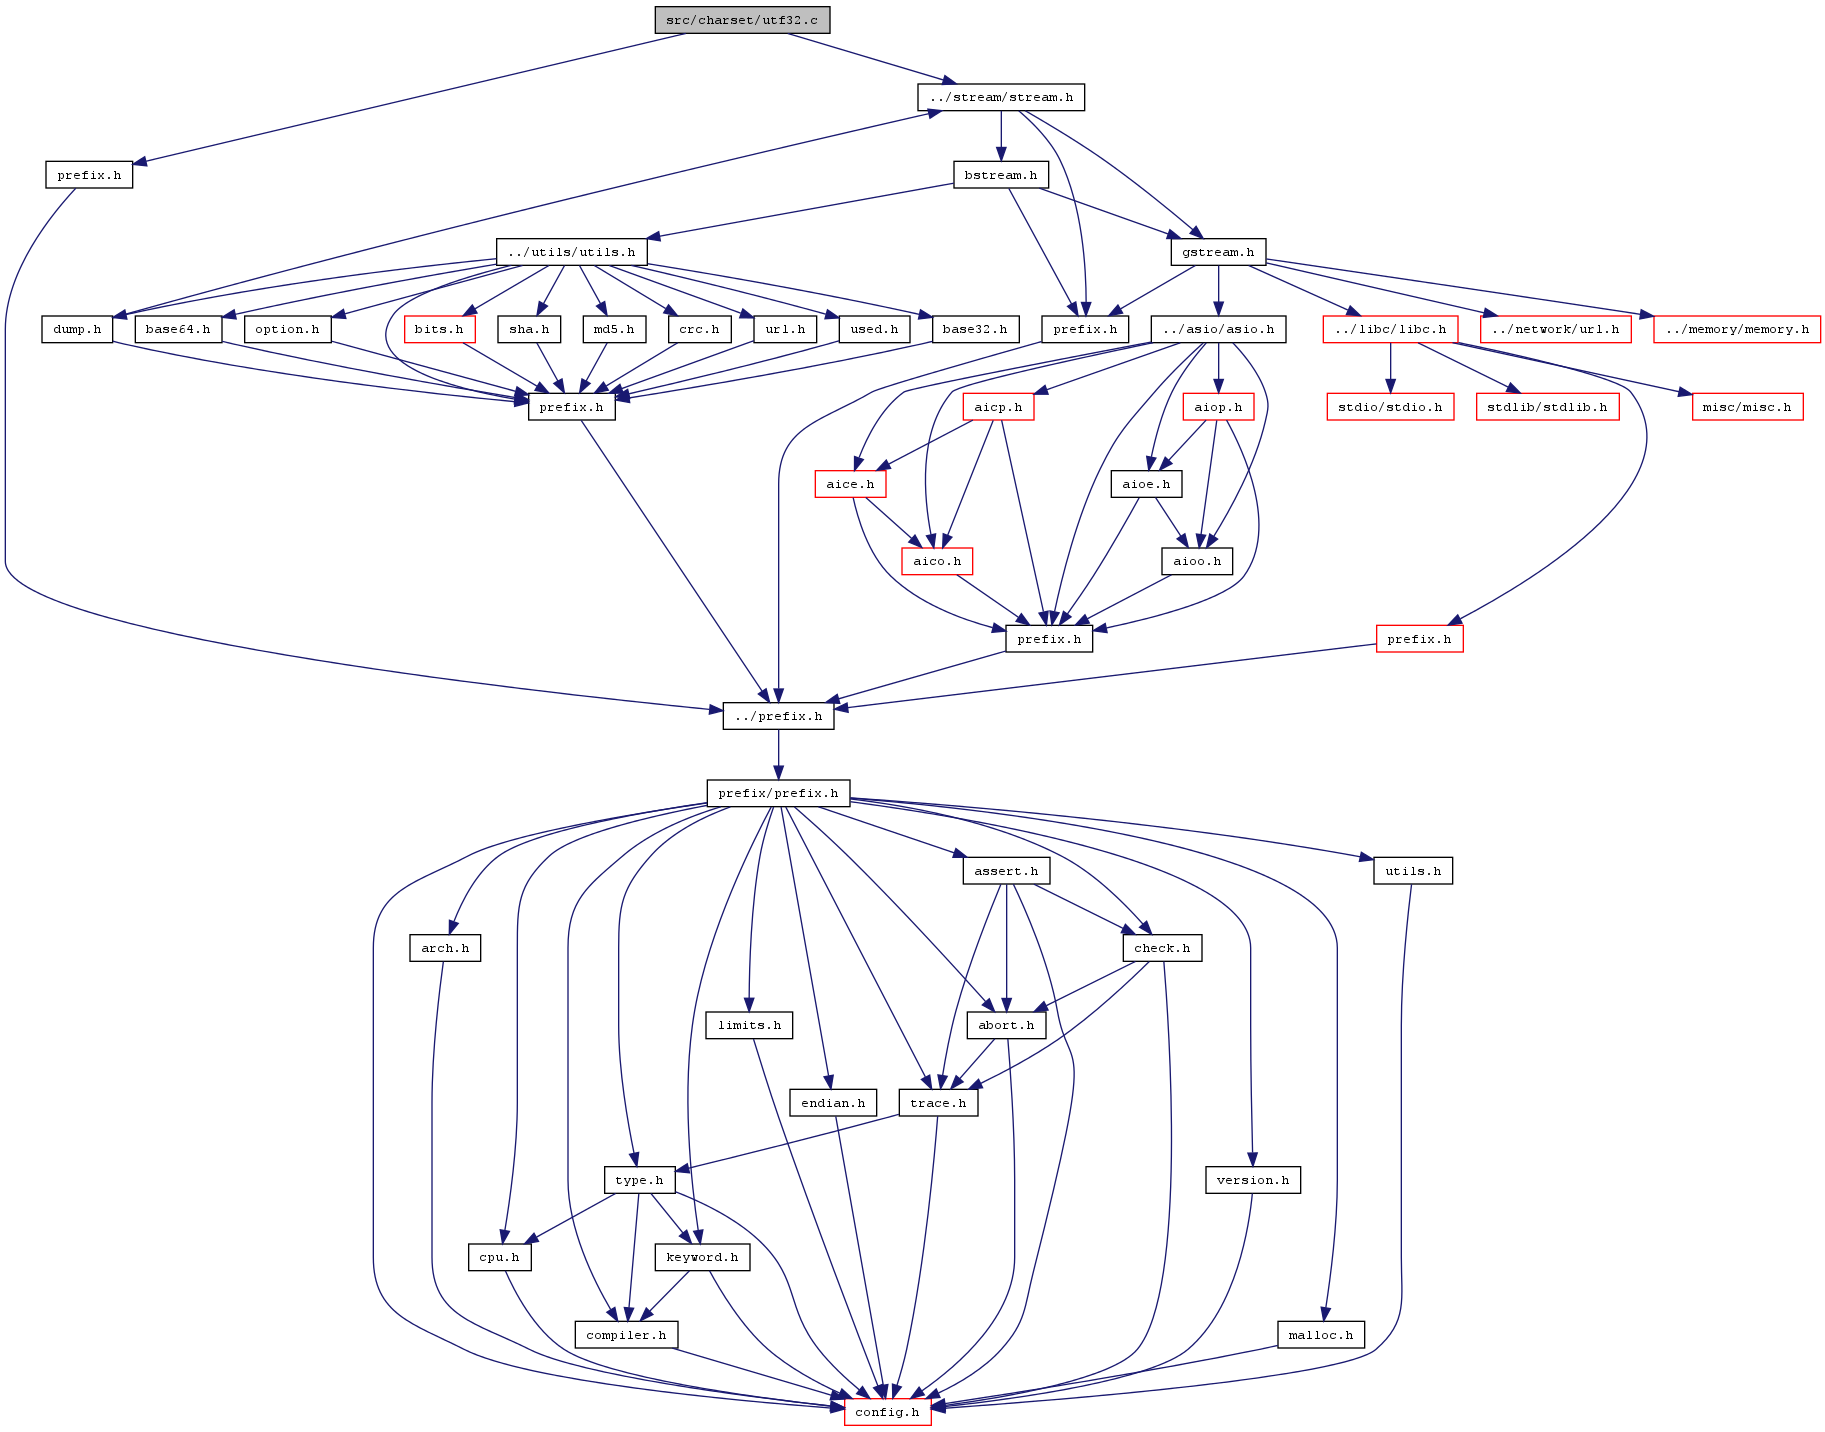 src/charset/utf32.c
../stream/stream.h
prefix.h
bstream.h
../utils/utils.h
gstream.h
dump.h
base64.h
option.h
bits.h
sha.h
md5.h
crc.h
url.h
used.h
base32.h
prefix.h
../asio/asio.h
../libc/libc.h
../network/url.h
../memory/memory.h
prefix.h
aicp.h
aiop.h
stdio/stdio.h
stdlib/stdlib.h
misc/misc.h
aice.h
aioe.h
aico.h
aioo.h
prefix.h
prefix.h
../prefix.h
prefix/prefix.h
assert.h
utils.h
arch.h
check.h
limits.h
abort.h
endian.h
trace.h
type.h
version.h
cpu.h
keyword.h
compiler.h
malloc.h
config.h